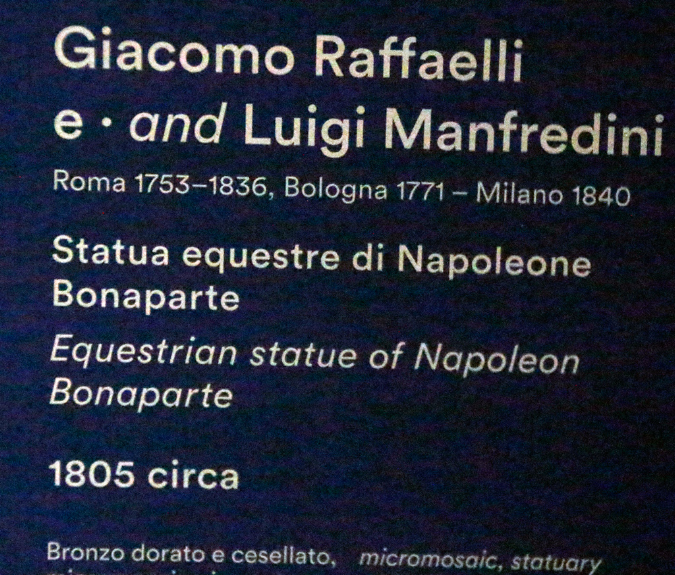 Giacomo Raffaelli
e · and Luigi Manfredini
Roma 1753–1836, Bologna 1771 – Milano 1840
Statua equestre di Napoleone
Bonaparte
Equestrian statue of Napoleon
Bonaparte
1805 circa
Bronzo dorato e cesellato, micromosaic, statuary